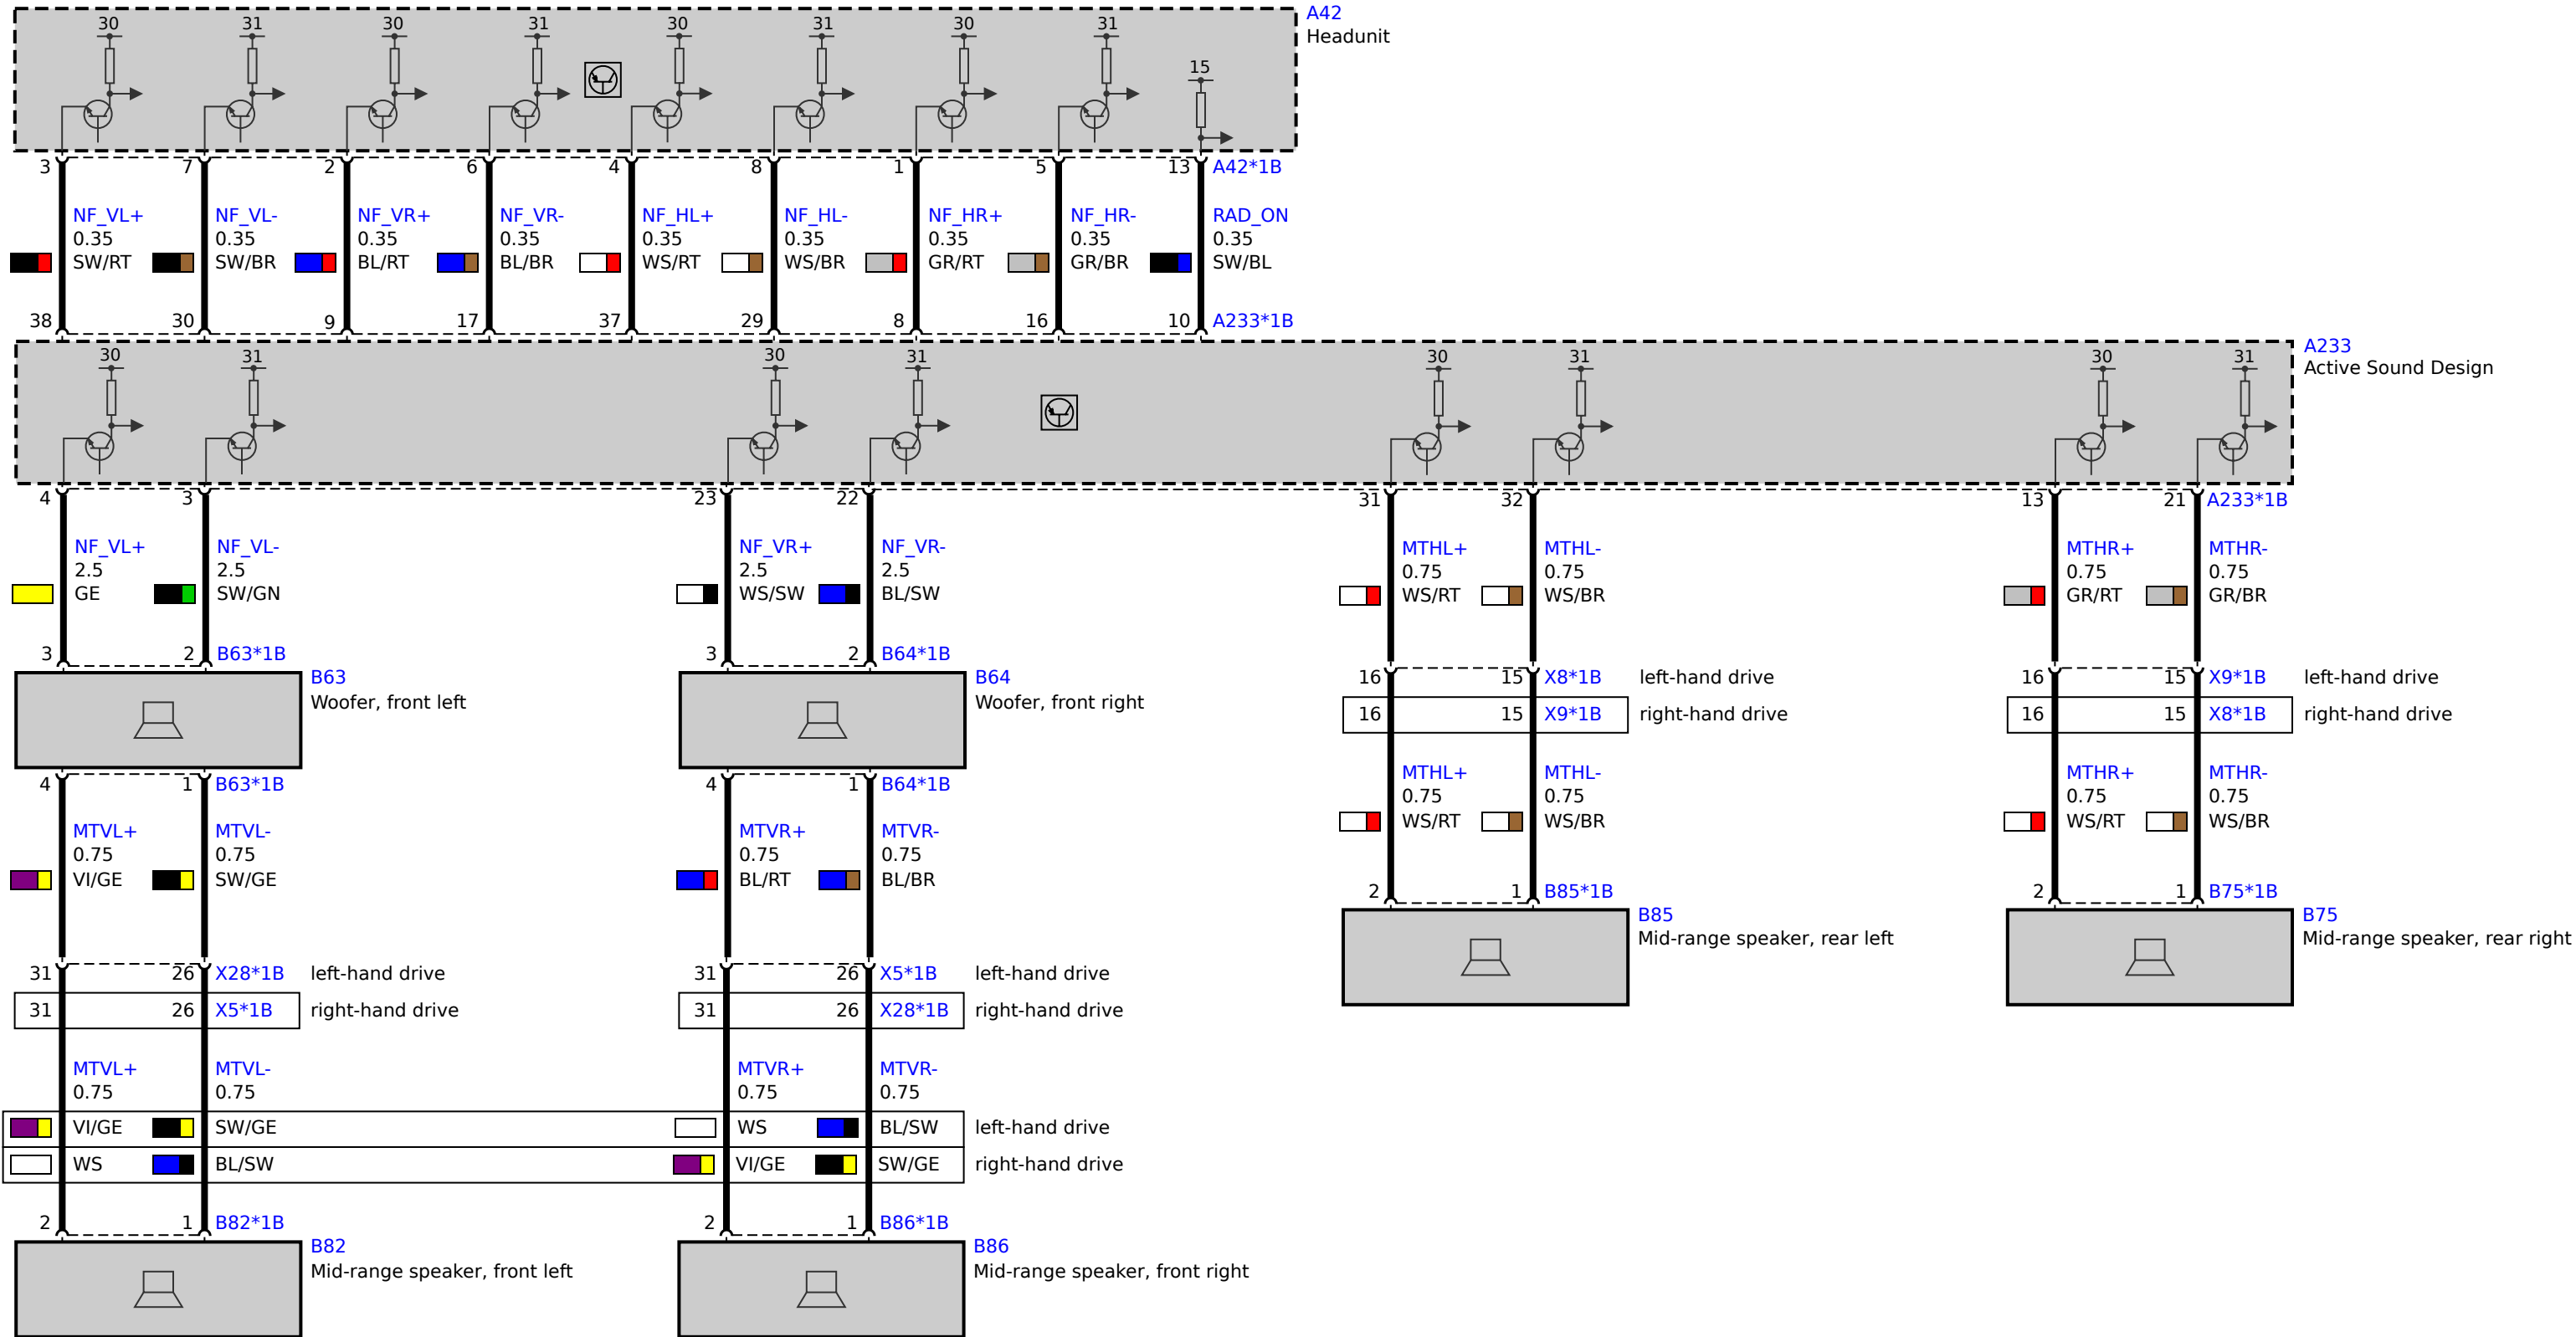 30 31 30 31 30 31 30 31 A42
Headunit
15
3 7 2 6 4 8 1 5 13 A42*1B
NF_VL+ NF_VL- NF_VR+ NF_VR- NF_HL+ NF_HL- NF_HR+ NF_HR- RAD_ON
0.35 0.35 0.35 0.35 0.35 0.35 0.35 0.35 0.35
SW/RT SW/BR BL/RT BL/BR WS/RT WS/BR GR/RT GR/BR SW/BL
38 30 9 17 37 29 8 16 10 A233*1B
30 31 30 31 30 31 30 31 A233
Active Sound Design
4 3 23 22 31 32 13 21 A233*1B
NF_VL+ NF_VL- NF_VR+ NF_VR- MTHL+ MTHL- MTHR+ MTHR-
2.5 2.5 2.5 2.5 0.75 0.75 0.75 0.75
GE SW/GN WS/SW BL/SW WS/RT WS/BR GR/RT GR/BR
3 2 B63*1B 3 2 B64*1B
B63 B64 16 15 X8*1B left-hand drive 16 15 X9*1B left-hand drive
Woofer, front left Woofer, front right
16 15 X9*1B right-hand drive 16 15 X8*1B right-hand drive
4 1 B63*1B 4 1 B64*1B MTHL+ MTHL- MTHR+ MTHR-
0.75 0.75 0.75 0.75
MTVL+ MTVL- MTVR+ MTVR- WS/RT WS/BR WS/RT WS/BR
0.75 0.75 0.75 0.75
VI/GE SW/GE BL/RT BL/BR 2 1 B85*1B 2 1 B75*1B
B85 B75
Mid-range speaker, rear left Mid-range speaker, rear right
31 26 X28*1B left-hand drive 31 26 X5*1B left-hand drive
31 26 X5*1B right-hand drive 31 26 X28*1B right-hand drive
MTVL+ MTVL- MTVR+ MTVR-
0.75 0.75 0.75 0.75
VI/GE SW/GE WS BL/SW left-hand drive
WS BL/SW VI/GE SW/GE right-hand drive
2 1 B82*1B 2 1 B86*1B
B82 B86
Mid-range speaker, front left Mid-range speaker, front right